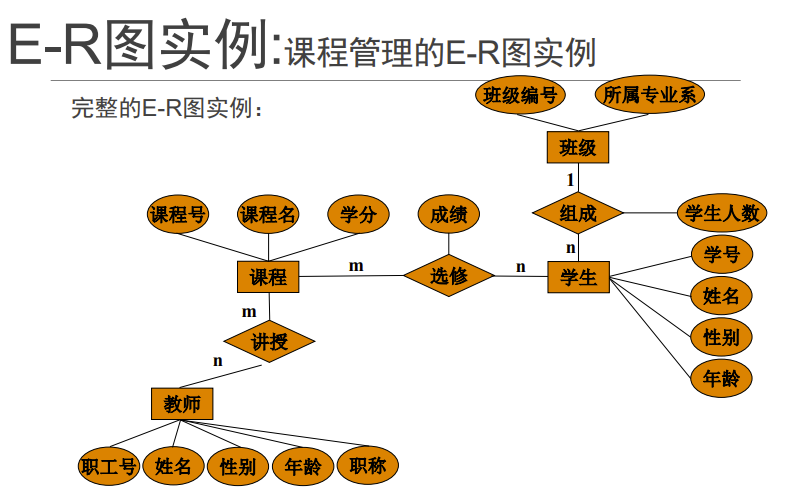 E-R图实例:课程管理的E-R图实例
完整的E-R图实例：
班级编号 所属专业系
班级
1
课程号 课程名 学分 成绩 组成 学生人数
n
学号
课程 m 选修 n 学生
姓名
m
讲授 性别
n
年龄
教师
职工号 姓名 性别 年龄 职称